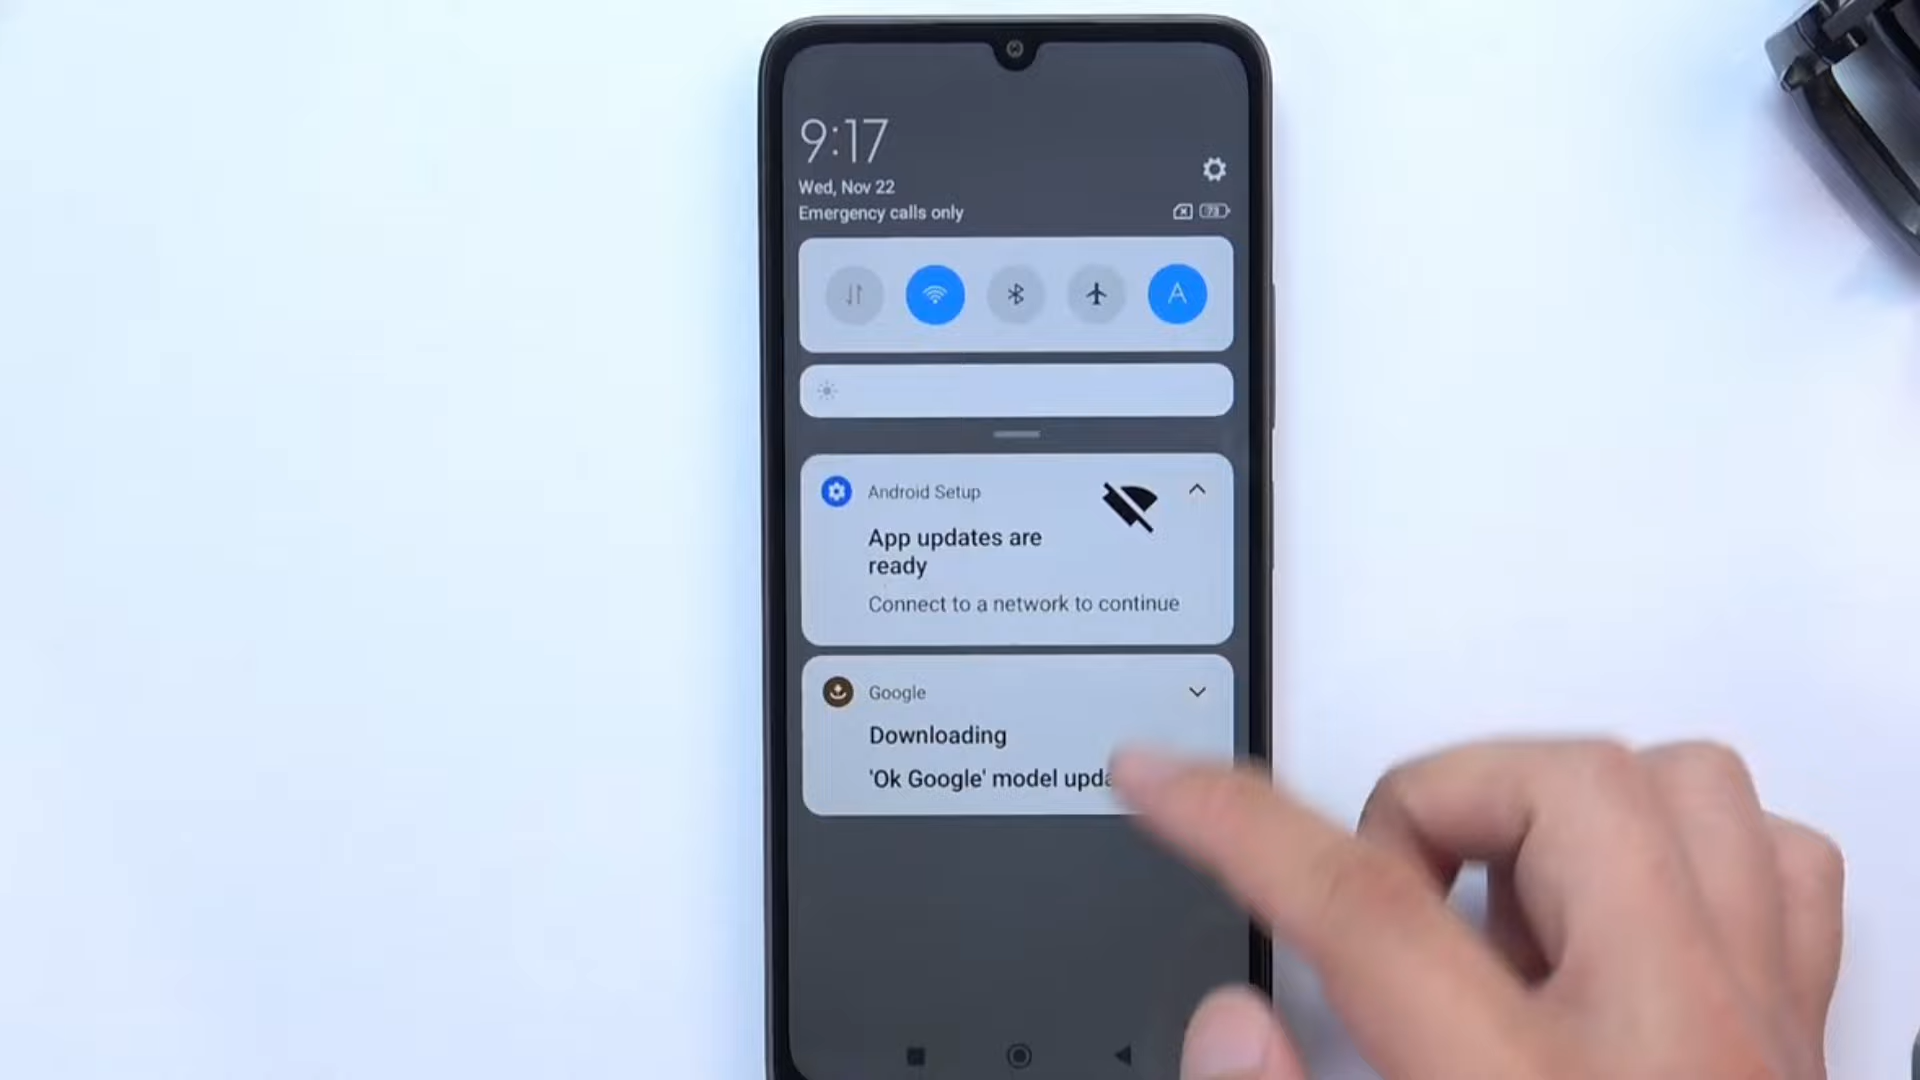 9:17
Wed, Nov 22
Emergency calls only
73
A
Android Setup
App updates are
ready
Connect to a network to continue
Google
Downloading
'Ok Google' model